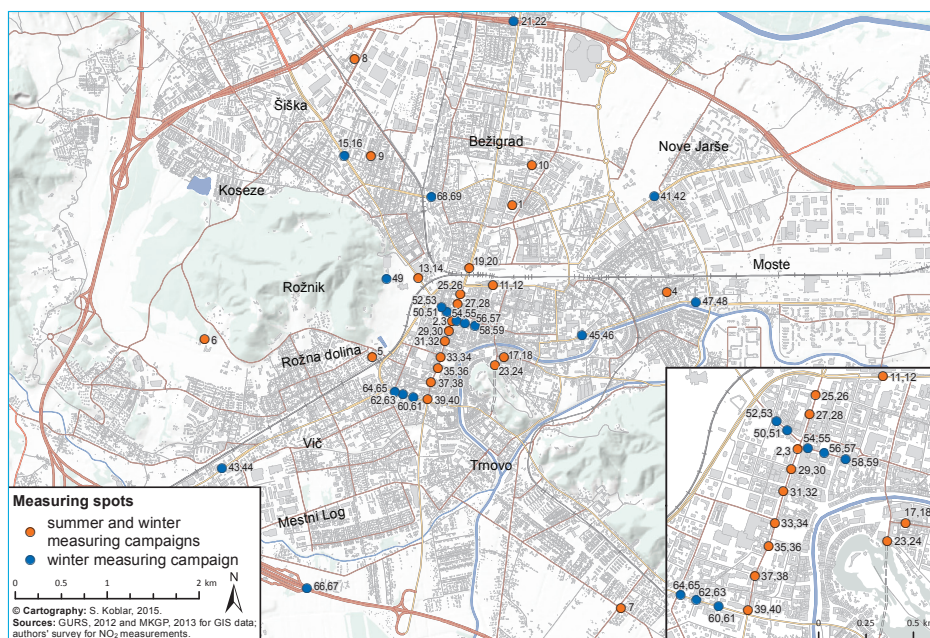 21,22
8
Šiška
15,16
9
Bežigrad
10
Nove Jarše
Koseze
68,69
1
41,42
13,14
19,20
Moste
49
Rožnik
25,26
11,12
4
52,53
27,28
47,48
50,51
54,55
56,57
2,3
58,59
29,30
45,46
31,32
6
Rožna dolina
5
33,34
17,18
35,36
23,24
37,38
64,65
62,63
60,61
39,40
Vič
43,44
Trnovo
Mestni Log
66,67
7
11,12
25,26
52,53
27,28
50,51
54,55
2,3
56,57
58,59
29,30
31,32
17,18
33,34
23,24
35,36
37,38
64,65
62,63
60,61
39,40
0 0.25 0.5 km
Measuring spots
summer and winter
measuring campaigns
winter measuring campaign
0 0.5 1 2 km
N
© Cartography: S. Koblar, 2015.
Sources: GURS, 2012 and MKGP, 2013 for GIS data;
authors' survey for NO₂ measurements.